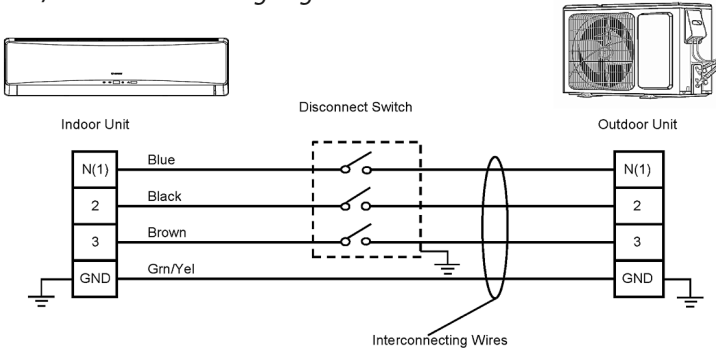 Indoor Unit
Disconnect Switch
Outdoor Unit
N(1)
Blue
N(1)
2
Black
2
3
Brown
3
GND
Grn/Yel
GND
Interconnecting Wires